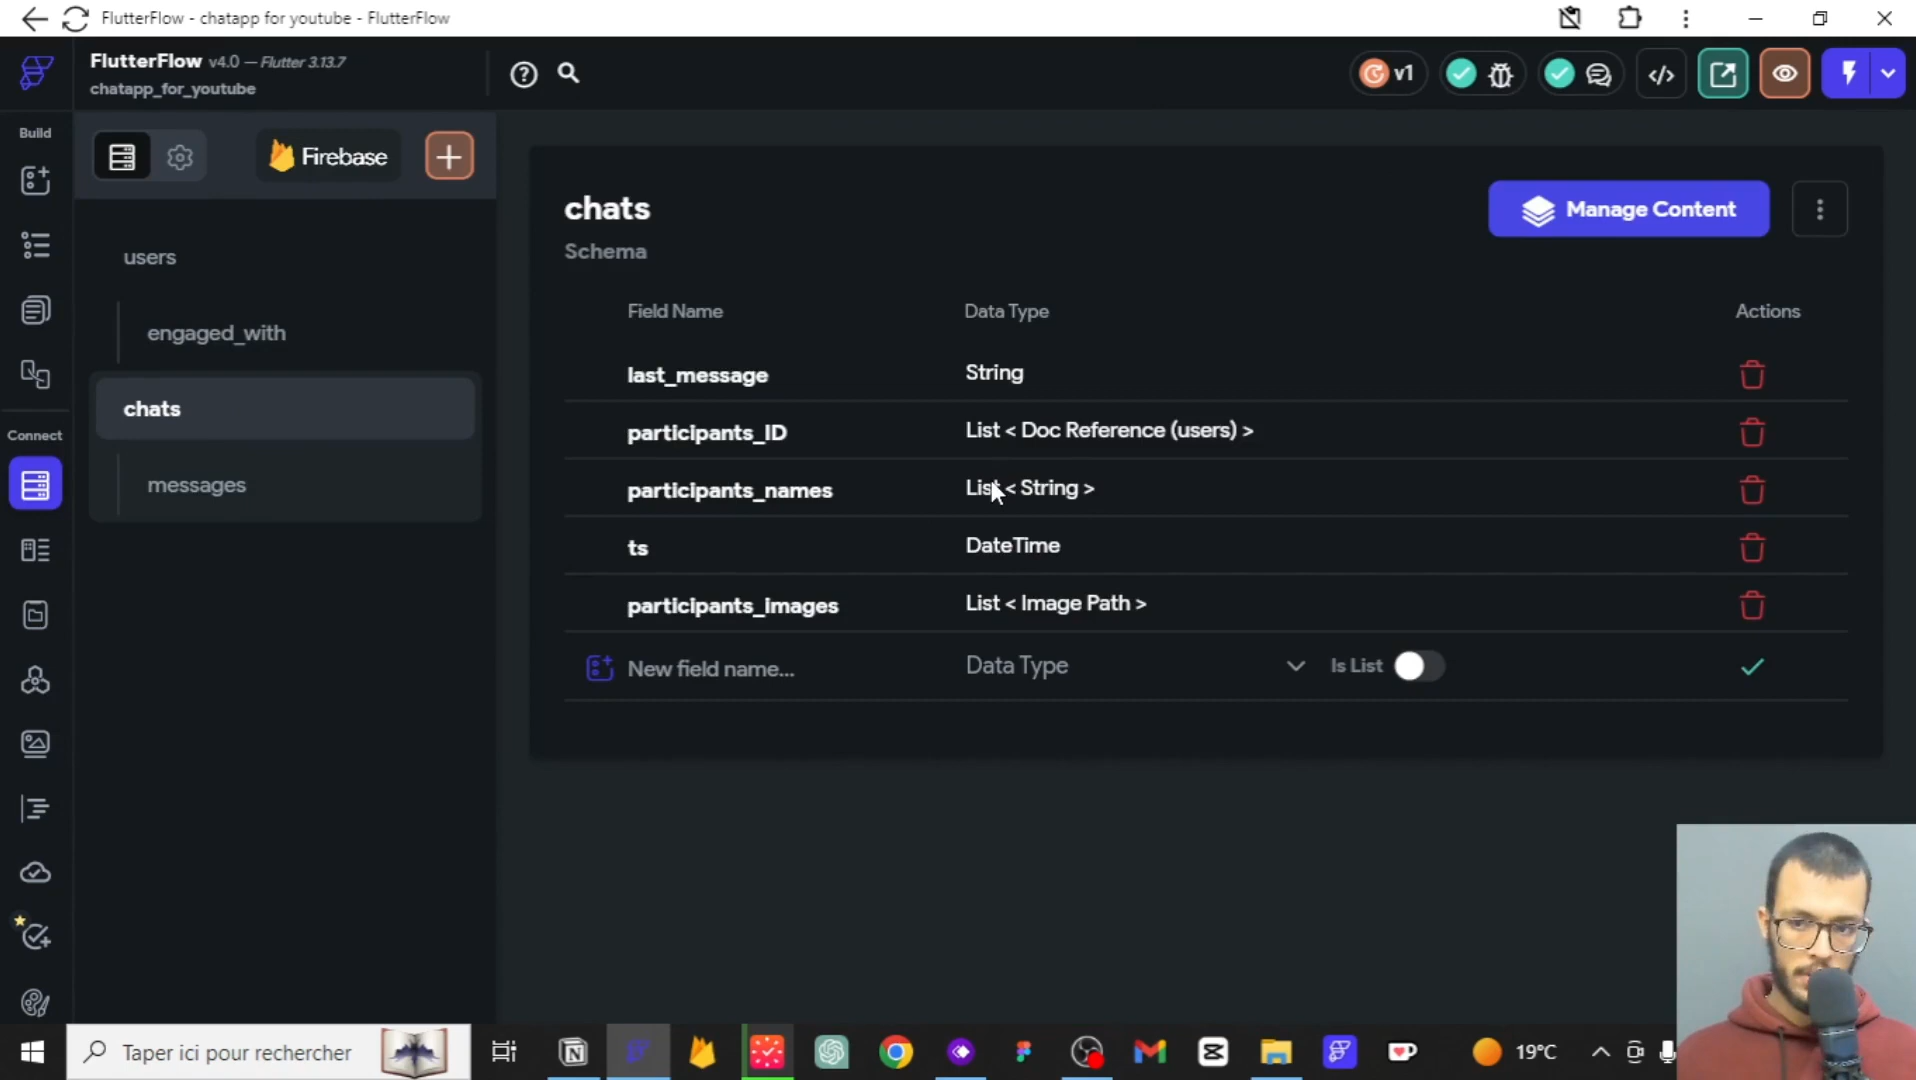 FlutterFlow - chatapp for youtube - FlutterFlow
FlutterFlow v4.0 — Flutter 3.13.7
chatapp_for_youtube
v1
Build
Firebase
users
engaged_with
chats
messages
Connect
chats
Schema
Manage Content
Field Name Data Type Actions
last_message String
participants_ID List < Doc Reference (users) >
participants_names List < String >
ts DateTime
participants_images List < Image Path >
New field name... Data Type Is List
Taper ici pour rechercher
19°C